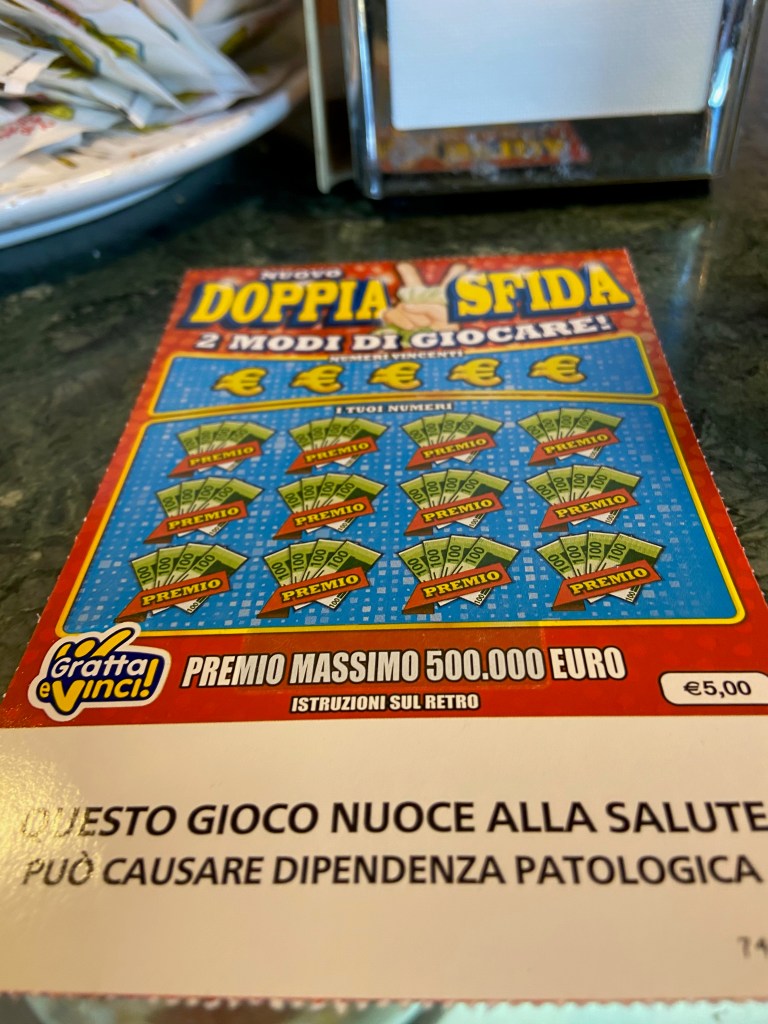 NUOVO
DOPPIA SFIDA
2 MODI DI GIOCARE!
NUMERI VINCENTI
€ € € € €
I TUOI NUMERI
PREMIO PREMIO PREMIO PREMIO
PREMIO PREMIO PREMIO PREMIO
PREMIO PREMIO PREMIO PREMIO
Gratta
e Vinci!
PREMIO MASSIMO 500.000 EURO
€5,00
ISTRUZIONI SUL RETRO
QUESTO GIOCO NUOCE ALLA SALUTE
PUÒ CAUSARE DIPENDENZA PATOLOGICA
74